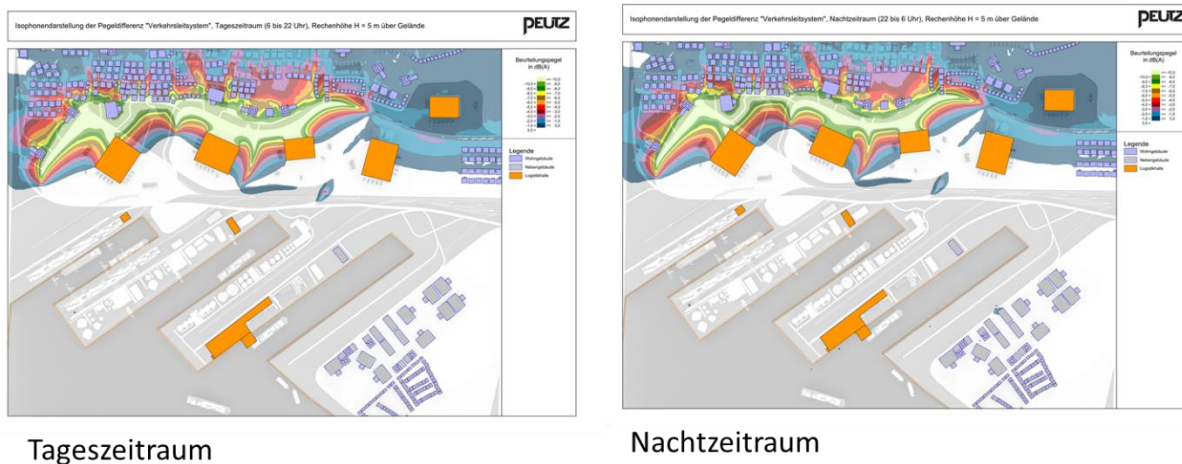 Isophonendarstellung der Pegeldifferenz "Verkehrsleitsystem", Tageszeitraum (6 bis 22 Uhr), Rechenhöhe H = 5 m über Gelände
PEUTZ
Beurteilungspegel
in dB(A)
Legende
Wohngebäude
Nebengebäude
Logistikhalle
Tageszeitraum
Isophonendarstellung der Pegeldifferenz "Verkehrsleitsystem", Nachtzeitraum (22 bis 6 Uhr), Rechenhöhe H = 5 m über Gelände
PEUTZ
Beurteilungspegel
in dB(A)
Legende
Wohngebäude
Nebengebäude
Logistikhalle
Nachtzeitraum